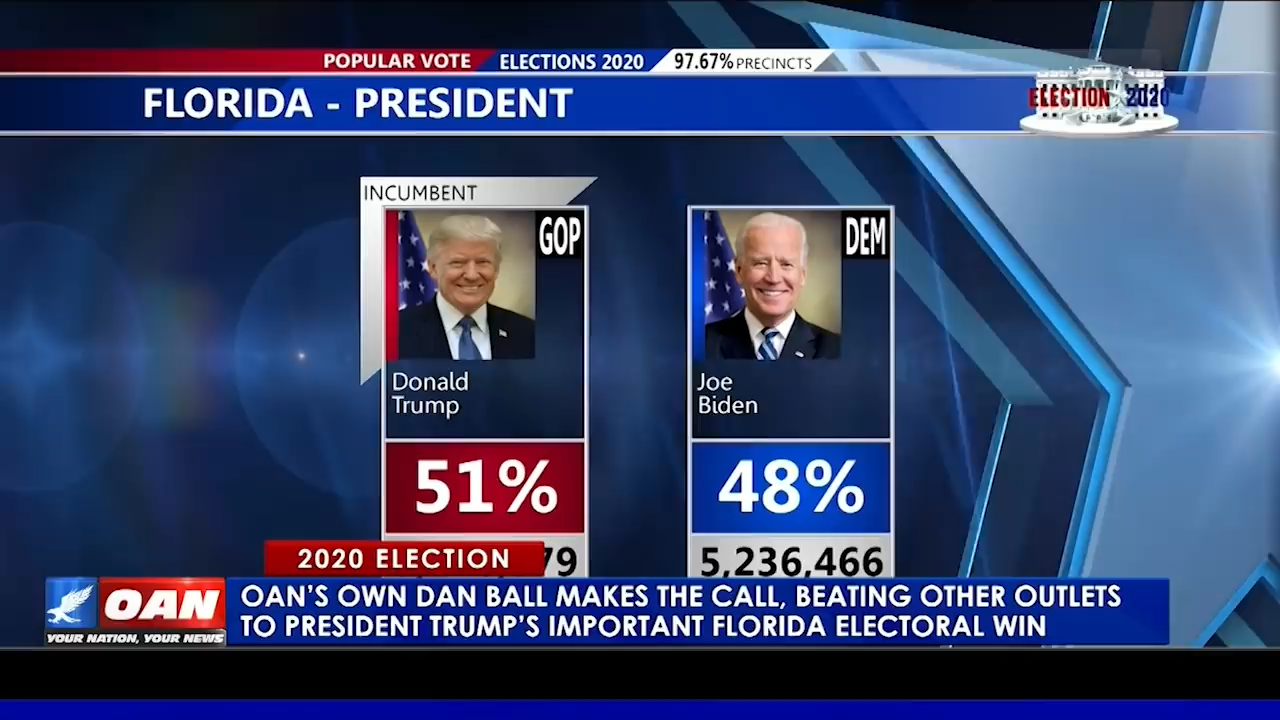 POPULAR VOTE ELECTIONS 2020 97.67% PRECINCTS
FLORIDA - PRESIDENT
ELECTION 2020
INCUMBENT
GOP
DEM
Donald
Trump
Joe
Biden
51%
48%
79
5,236,466
2020 ELECTION
OAN
YOUR NATION, YOUR NEWS
OAN'S OWN DAN BALL MAKES THE CALL, BEATING OTHER OUTLETS
TO PRESIDENT TRUMP'S IMPORTANT FLORIDA ELECTORAL WIN